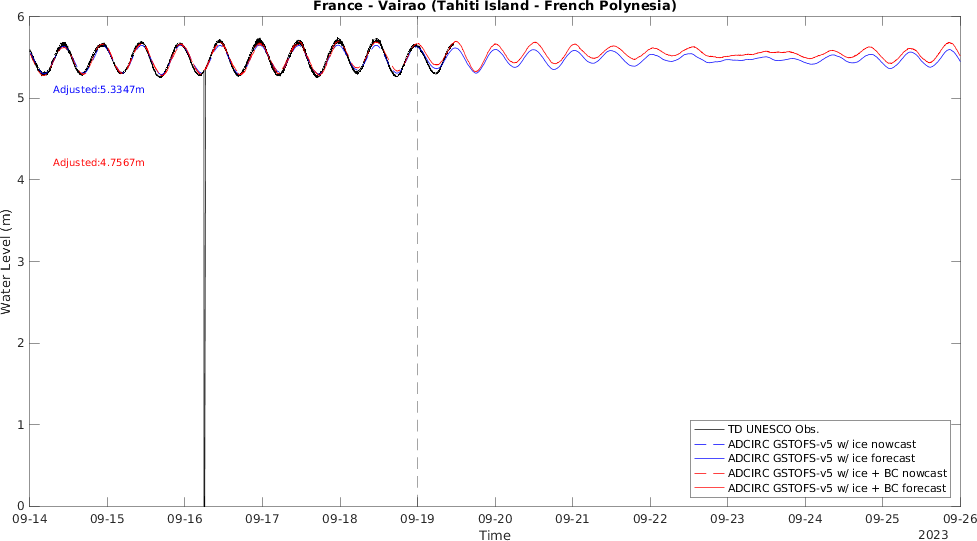 France - Vairao (Tahiti Island - French Polynesia)
6
5
4
3
2
1
0
Water Level (m)
Adjusted:5.3347m
Adjusted:4.7567m
TD UNESCO Obs.
ADCIRC GSTOFS-v5 w/ ice nowcast
ADCIRC GSTOFS-v5 w/ ice forecast
ADCIRC GSTOFS-v5 w/ ice + BC nowcast
ADCIRC GSTOFS-v5 w/ ice + BC forecast
09-14 09-15 09-16 09-17 09-18 09-19 09-20 09-21 09-22 09-23 09-24 09-25 09-26
Time
2023